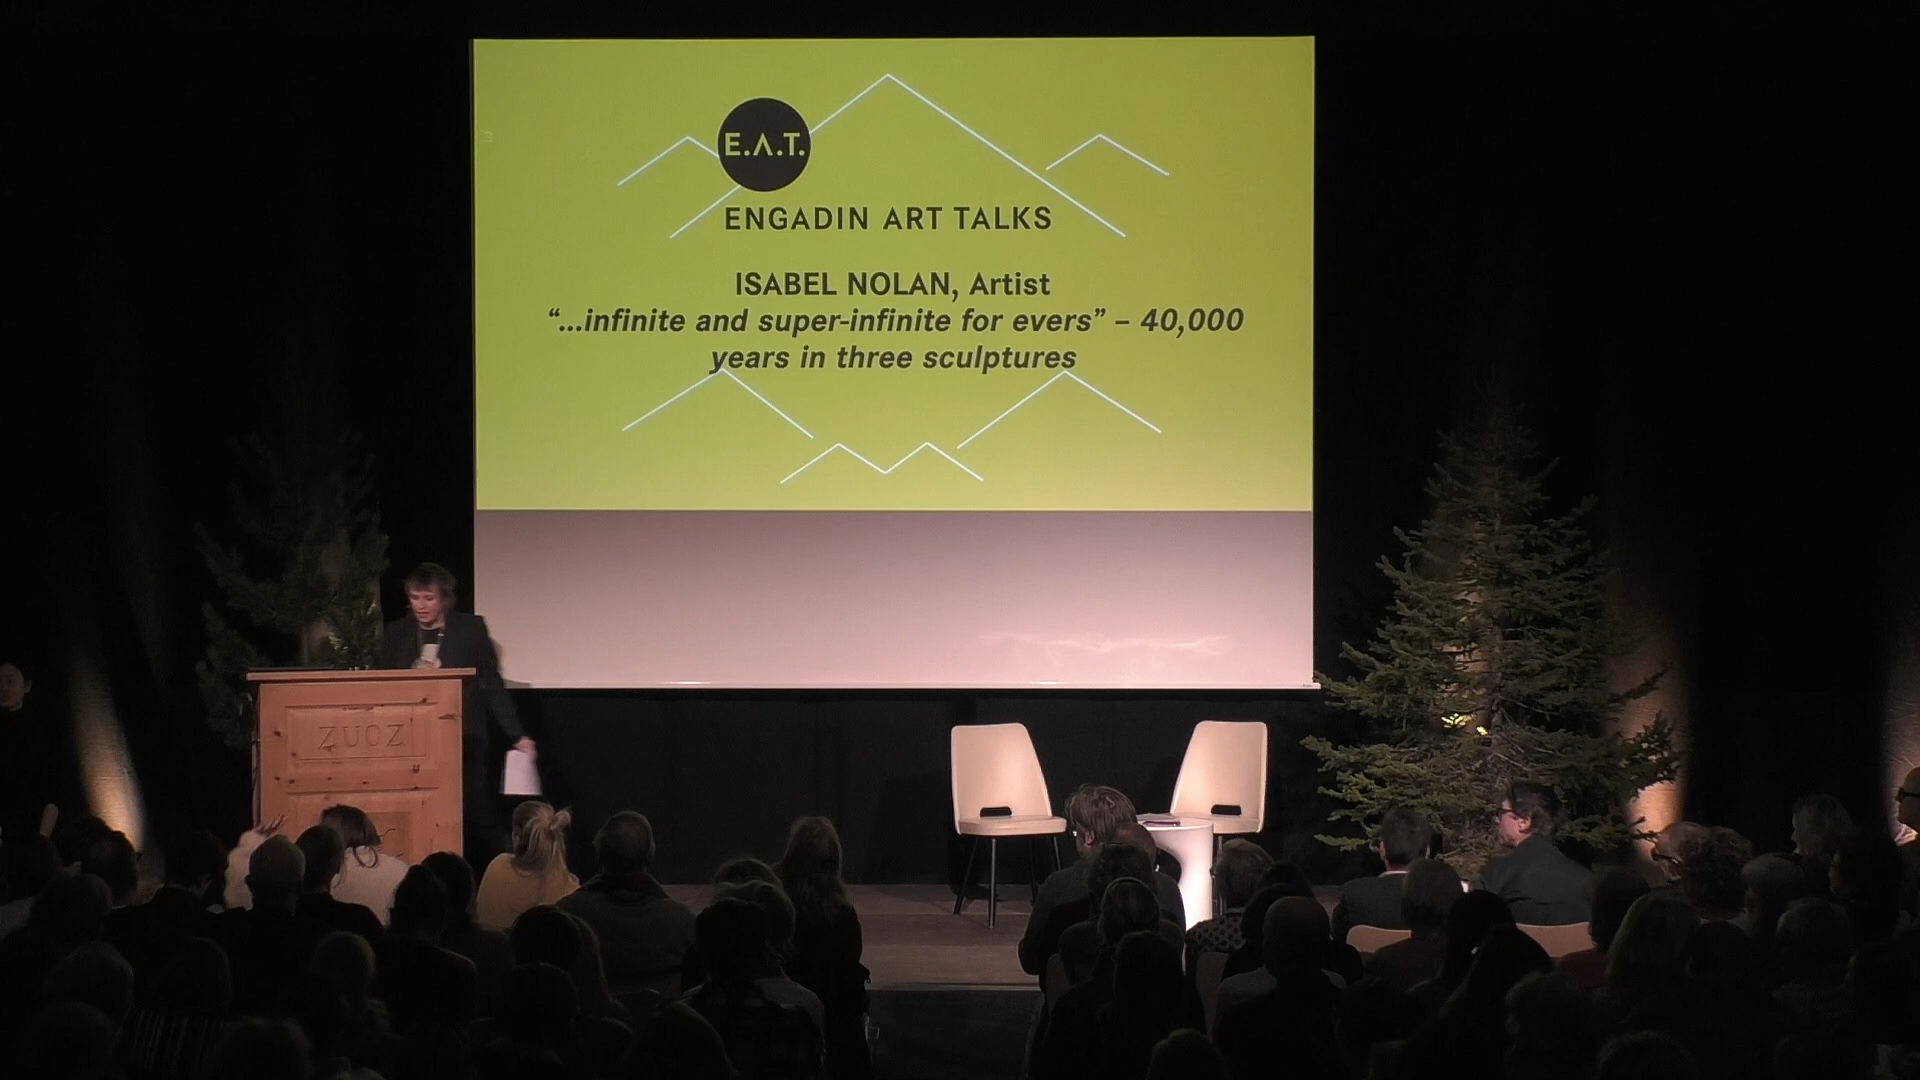 E.Λ.T.
ENGADIN ART TALKS
ISABEL NOLAN, Artist
“...infinite and super-infinite for evers” – 40,000
years in three sculptures
ZUOZ